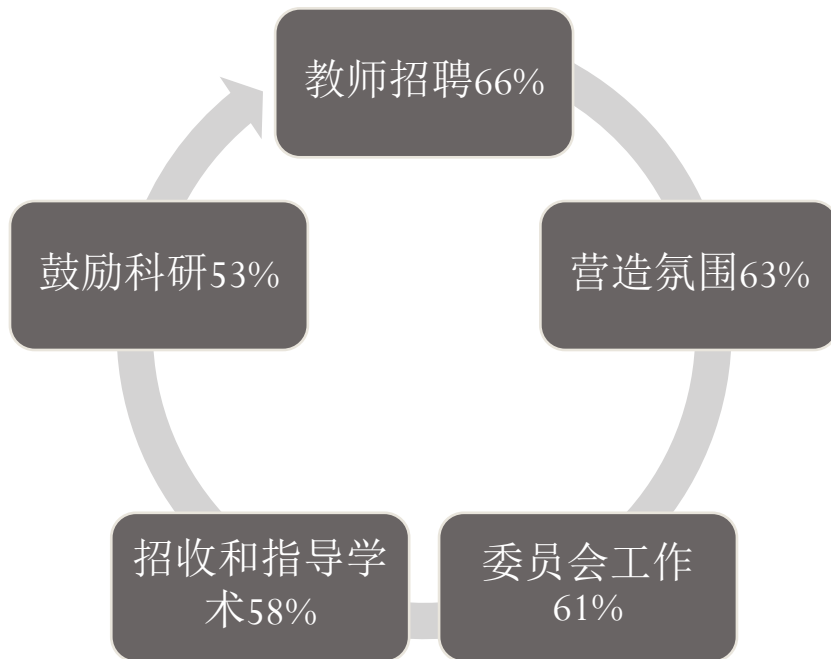 教师招聘66%
营造氛围63%
委员会工作
61%
招收和指导学
术58%
鼓励科研53%